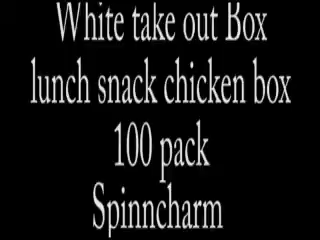 White take out Box
lunch snack chicken box
100 pack
Spinncharm